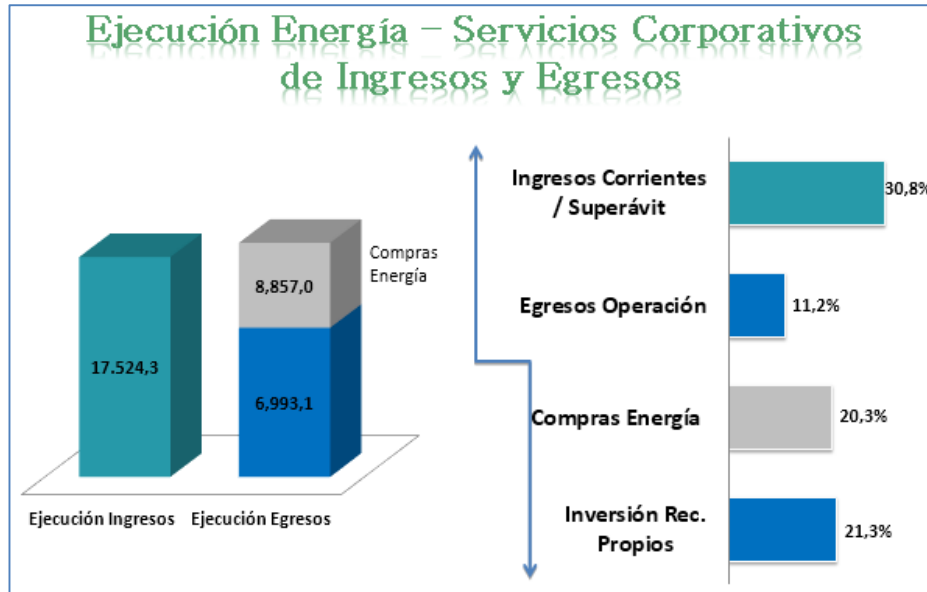 Ejecución Energía – Servicios Corporativos
de Ingresos y Egresos
Compras
Energía
8,857,0
17.524,3
6,993,1
Ejecución Ingresos
Ejecución Egresos
Ingresos Corrientes
/ Superávit
30,8%
Egresos Operación
11,2%
Compras Energía
20,3%
Inversión Rec.
Propios
21,3%